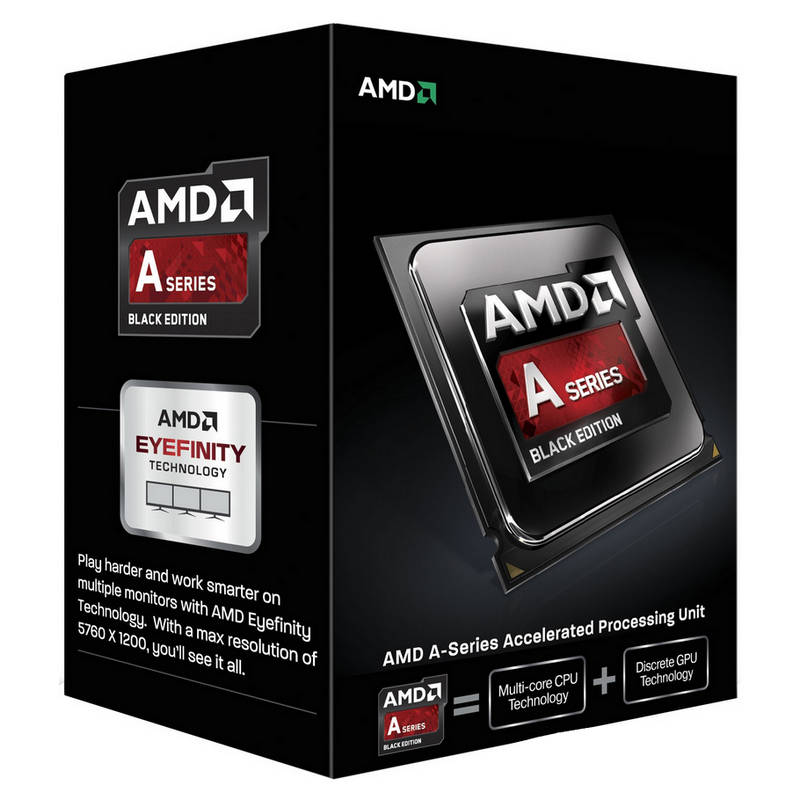 AMD
AMD
A SERIES
BLACK EDITION
AMD
EYEFINITY
TECHNOLOGY
Play harder and work smarter on
multiple monitors with AMD Eyefinity
Technology. With a max resolution of
5760 X 1200, you'll see it all.
AMD
A SERIES
BLACK EDITION
AMD A-Series Accelerated Processing Unit
AMD
A SERIES
BLACK EDITION
=
Multi-core CPU
Technology
+
Discrete GPU
Technology